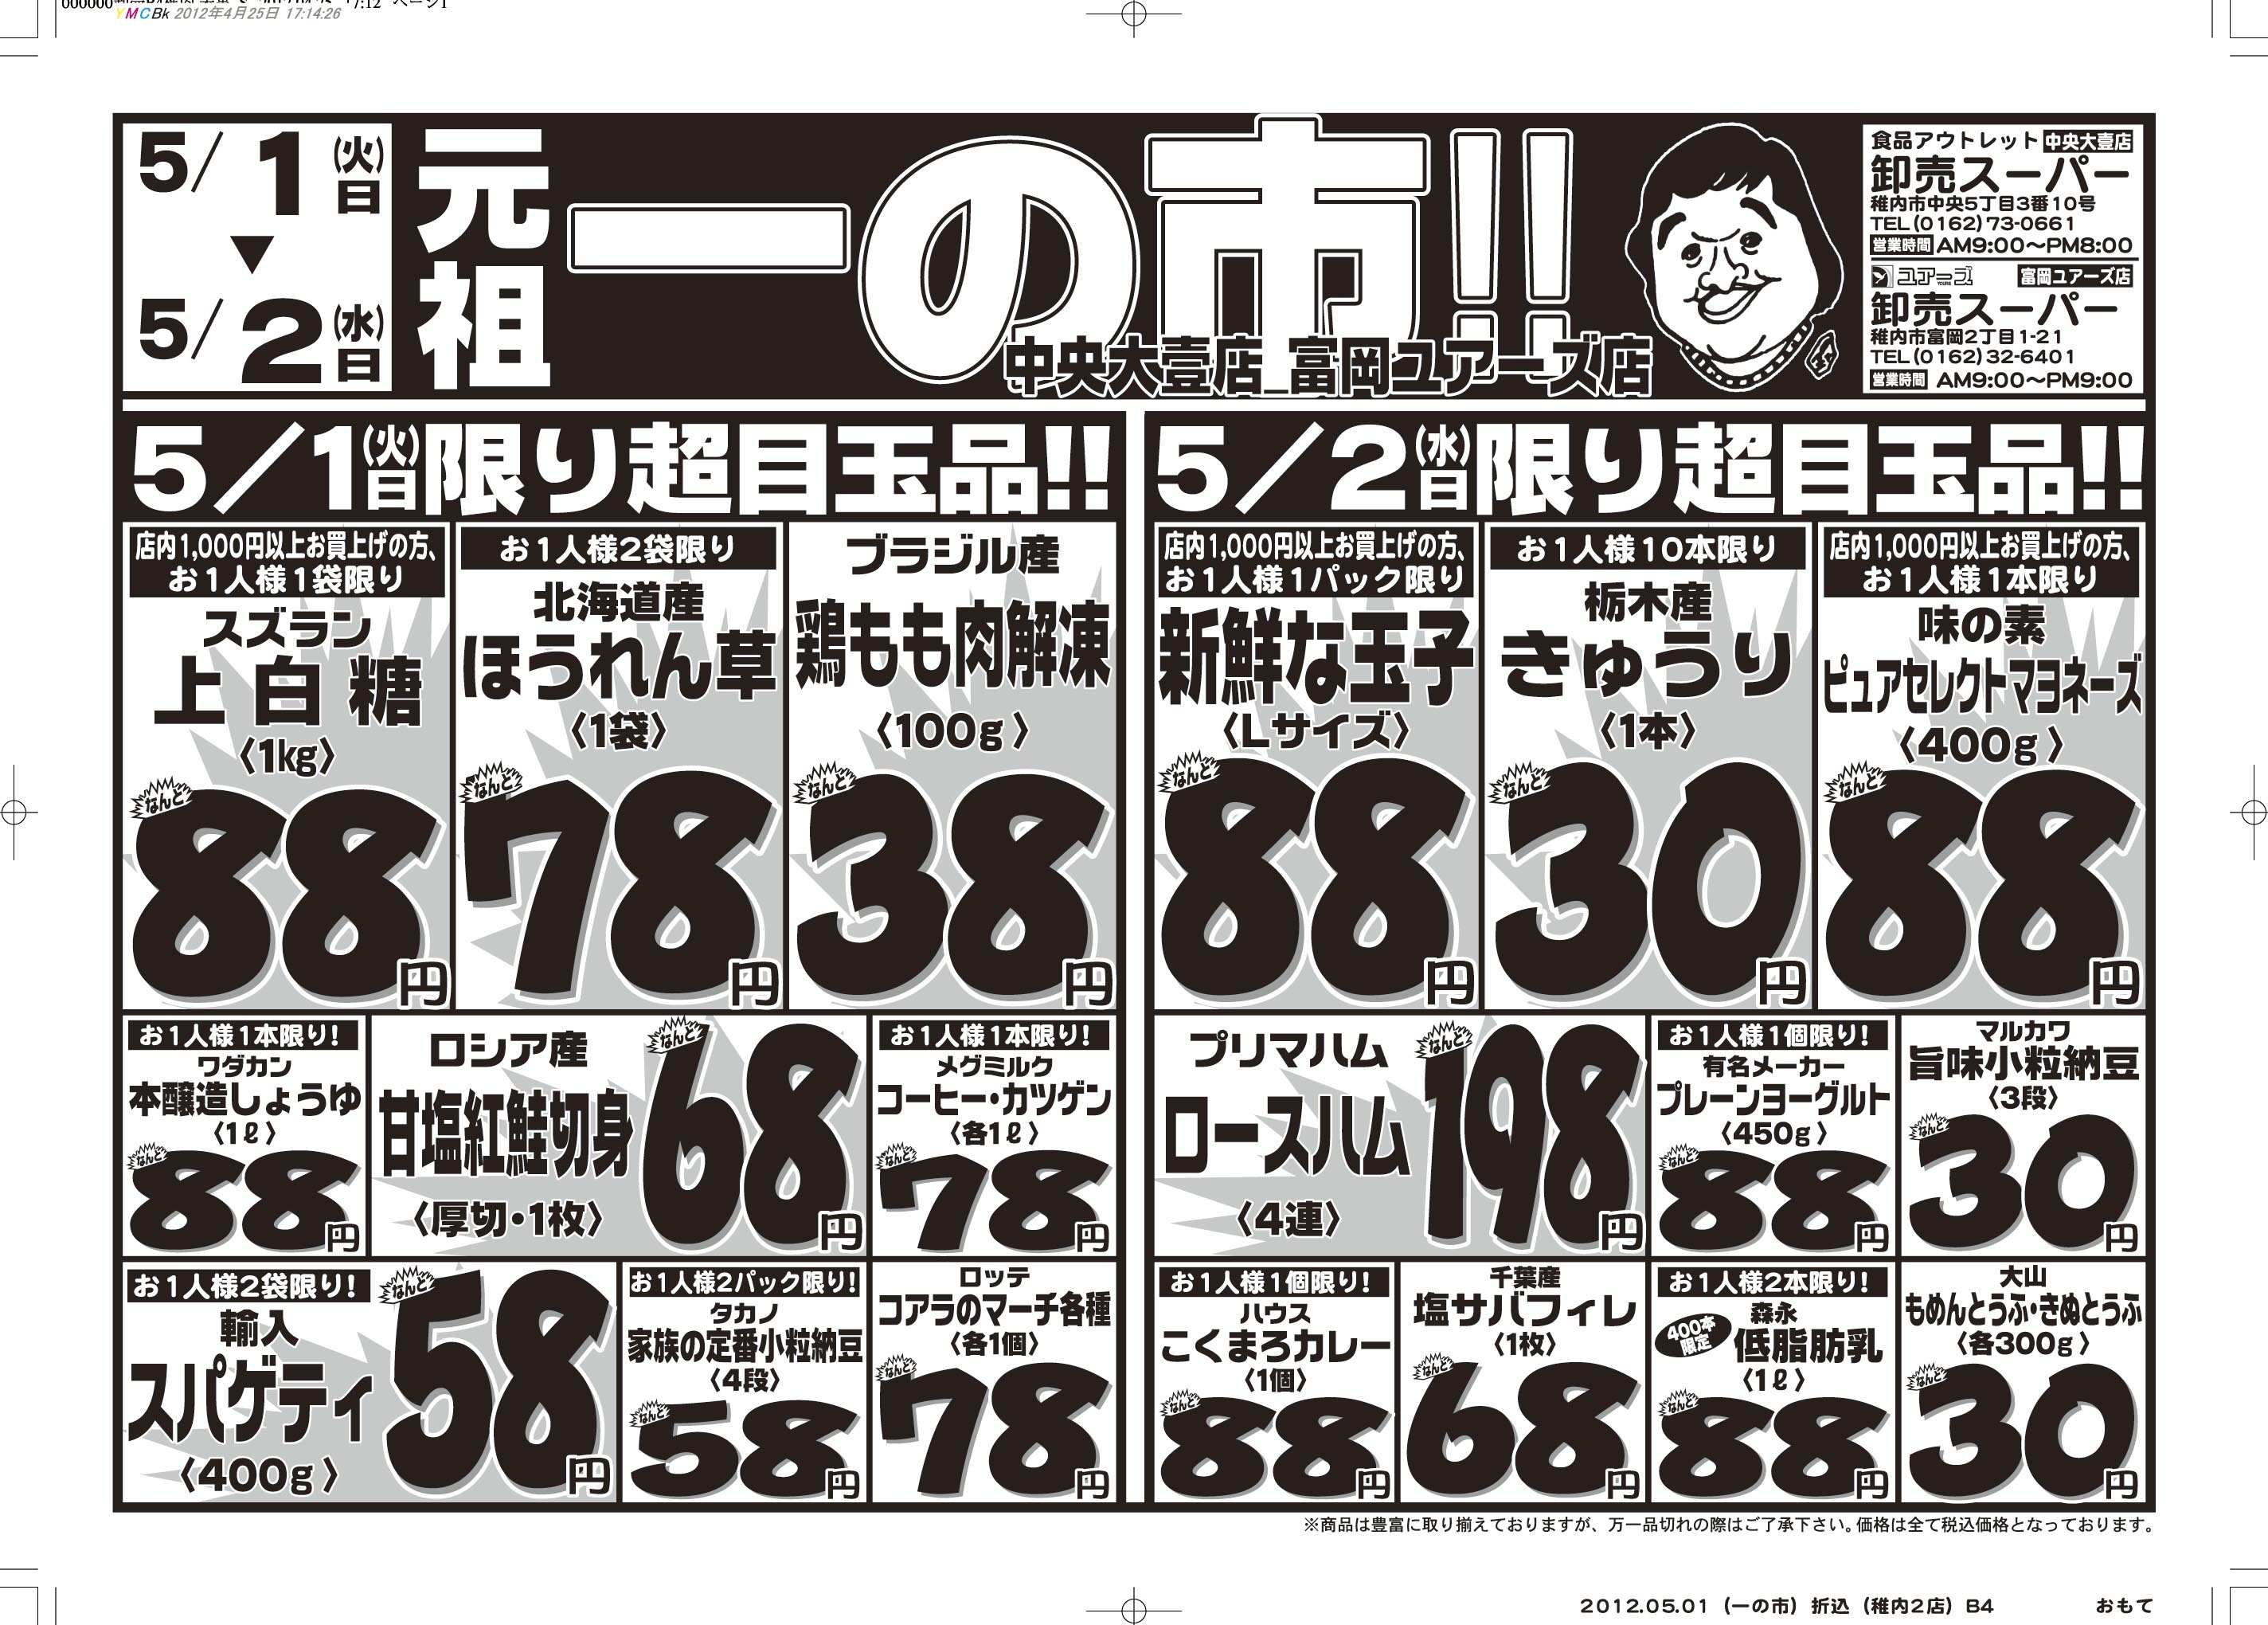 YMCBk 2012年4月25日 17:14:26
5/1(火)日
▼
5/2(水)日
元祖一の市!!
中央大壹店 富岡ユアーズ店
食品アウトレット 中央大壹店
卸売スーパー
稚内市中央5丁目3番10号
TEL(0162)73-0661
営業時間 AM9:00〜PM8:00
ユアーズ 富岡ユアーズ店
卸売スーパー
稚内市富岡2丁目1-21
TEL(0162)32-6401
営業時間 AM9:00〜PM9:00
5/1(火)日限り超目玉品!!
店内1,000円以上お買上げの方、
お1人様1袋限り
スズラン
上白糖
〈1kg〉
なんと
88円
お1人様2袋限り
北海道産
ほうれん草
〈1袋〉
なんと
78円
ブラジル産
鶏もも肉解凍
〈100g〉
なんと
38円
お1人様1本限り!
ワダカン
本醸造しょうゆ
〈1ℓ〉
なんと
88円
ロシア産
甘塩紅鮭切身
〈厚切・1枚〉
なんと
68円
お1人様1本限り!
メグミルク
コーヒー・カツゲン
〈各1ℓ〉
なんと
78円
お1人様2袋限り!
輸入
スパゲティ
〈400g〉
なんと
58円
お1人様2パック限り!
タカノ
家族の定番小粒納豆
〈4段〉
なんと
58円
ロッテ
コアラのマーチ各種
〈各1個〉
なんと
78円
5/2(水)日限り超目玉品!!
店内1,000円以上お買上げの方、
お1人様1パック限り
新鮮な玉子
〈Lサイズ〉
なんと
88円
お1人様10本限り
栃木産
きゅうり
〈1本〉
なんと
30円
店内1,000円以上お買上げの方、
お1人様1本限り
味の素
ピュアセレクトマヨネーズ
〈400g〉
なんと
88円
プリマハム
ロースハム
〈4連〉
なんと
198円
お1人様1個限り!
有名メーカー
プレーンヨーグルト
〈450g〉
なんと
88円
マルカワ
旨味小粒納豆
〈3段〉
なんと
30円
お1人様1個限り!
ハウス
こくまろカレー
〈1個〉
なんと
88円
千葉産
塩サバフィレ
〈1枚〉
なんと
68円
お1人様2本限り!
400本限定
森永
低脂肪乳
〈1ℓ〉
なんと
88円
大山
もめんとうふ・きぬとうふ
〈各300g〉
なんと
30円
※商品は豊富に取り揃えておりますが、万一品切れの際はご了承下さい。価格は全て税込価格となっております。
2012.05.01（一の市）折込（稚内2店）B4 おもて